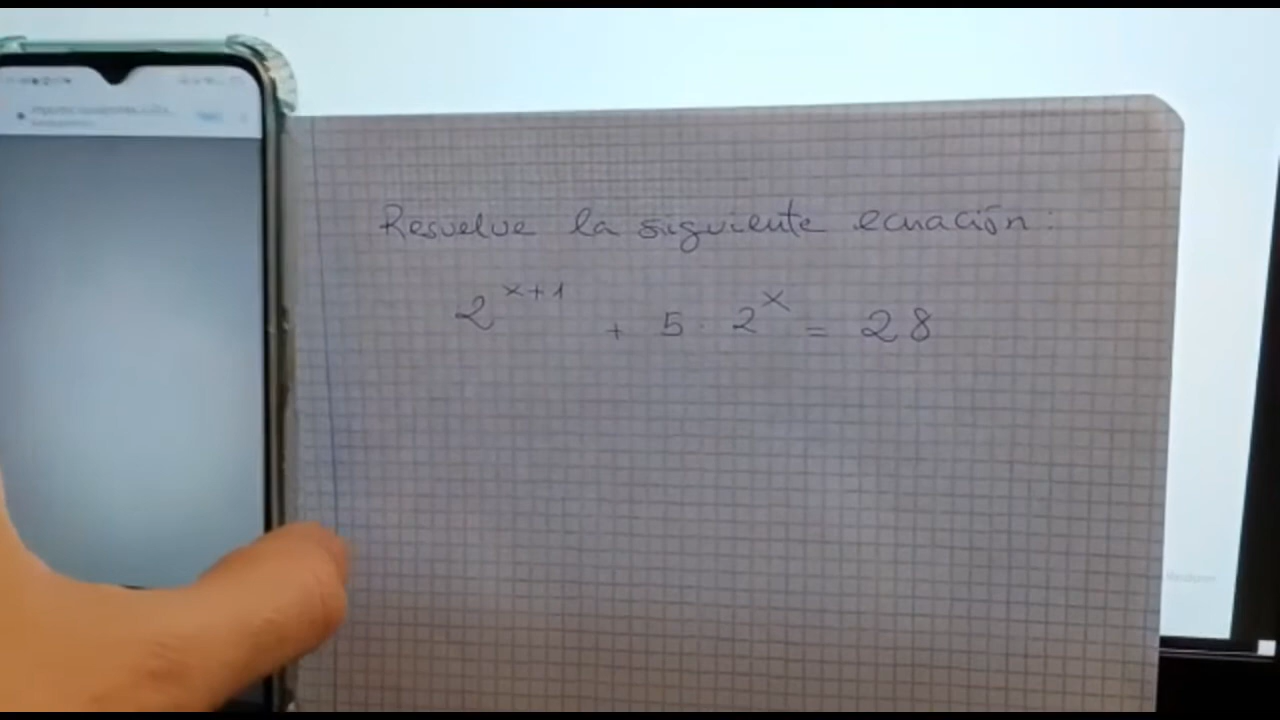 Resuelve la siguiente ecuación:
2^{x+1} + 5 · 2^x = 28